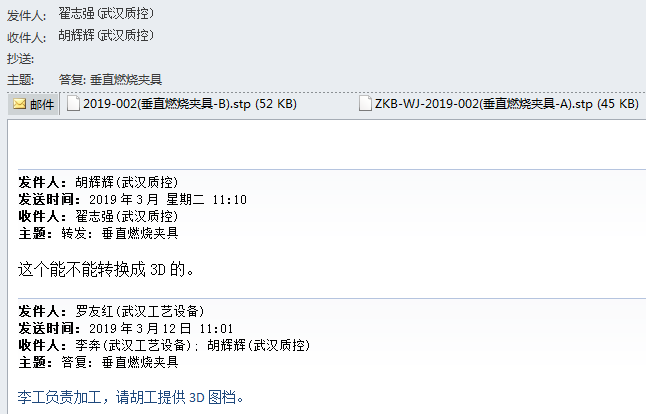 发件人: 翟志强(武汉质控)
收件人: 胡辉辉(武汉质控)
抄送:
主题: 答复: 垂直燃烧夹具
邮件 2019-002(垂直燃烧夹具-B).stp (52 KB) ZKB-WJ-2019-002(垂直燃烧夹具-A).stp (45 KB)
发件人: 胡辉辉(武汉质控)
发送时间: 2019 年 3 月 星期二 11:10
收件人: 翟志强(武汉质控)
主题: 转发: 垂直燃烧夹具
这个能不能转换成 3D 的。
发件人: 罗友红(武汉工艺设备)
发送时间: 2019 年 3 月 12 日 11:01
收件人: 李奔(武汉工艺设备); 胡辉辉(武汉质控)
主题: 答复: 垂直燃烧夹具
李工负责加工，请胡工提供 3D 图档。